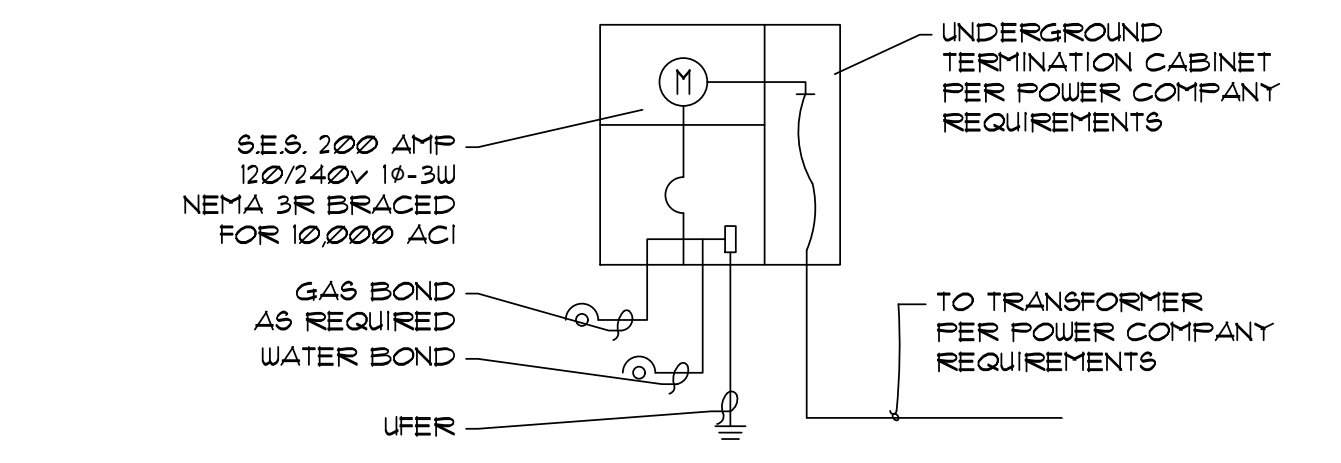 UNDERGROUND
TERMINATION CABINET
PER POWER COMPANY
REQUIREMENTS
M
S.E.S. 200 AMP
120/240v 1ϕ-3W
NEMA 3R BRACED
FOR 10,000 ACI
GAS BOND
AS REQUIRED
WATER BOND
UFER
TO TRANSFORMER
PER POWER COMPANY
REQUIREMENTS